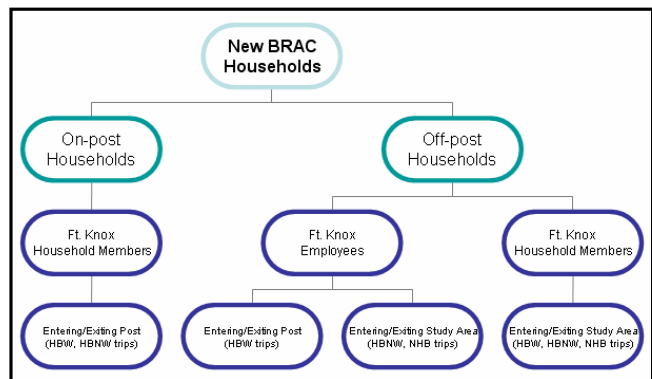 New BRAC
Households
On-post
Households
Off-post
Households
Ft. Knox
Household Members
Ft. Knox
Employees
Ft. Knox
Household Members
Entering/Exiting Post
(HBW, HBNW trips)
Entering/Exiting Post
(HBW trips)
Entering/Exiting Study Area
(HBNW, NHB trips)
Entering/Exiting Study Area
(HBW, HBNW, NHB trips)